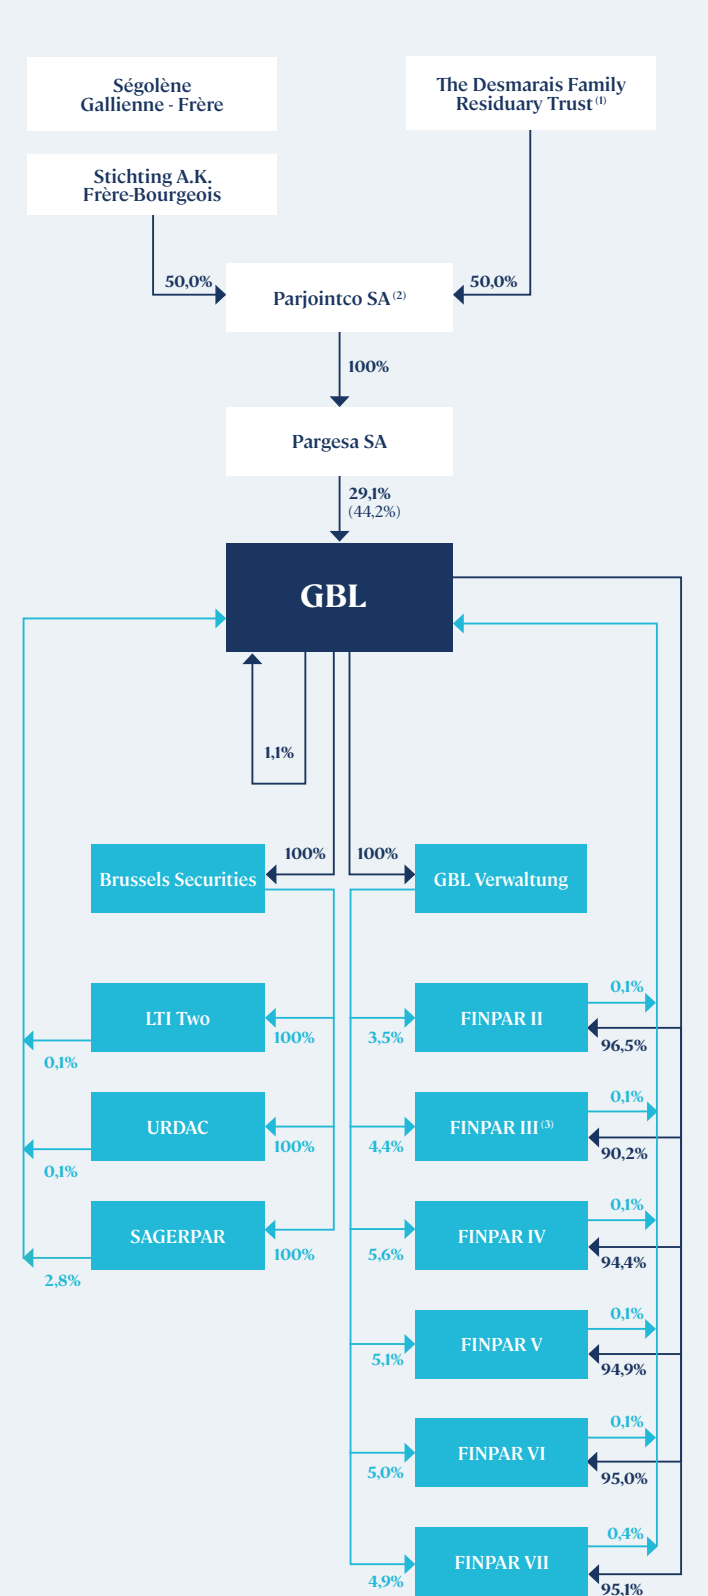 Ségolène
Gallienne - Frère
The Desmarais Family
Residuary Trust (1)
Stichting A.K.
Frère-Bourgeois
50,0%
50,0%
Parjointco SA (2)
100%
Pargesa SA
29,1%
(44,2%)
GBL
1,1%
100%
100%
Brussels Securities
GBL Verwaltung
LTI Two
0,1%
100%
3,5%
FINPAR II
0,1%
96,5%
URDAC
0,1%
100%
4,4%
FINPAR III (3)
0,1%
90,2%
SAGERPAR
2,8%
100%
5,6%
FINPAR IV
0,1%
94,4%
5,1%
FINPAR V
0,1%
94,9%
5,0%
FINPAR VI
0,1%
95,0%
4,9%
FINPAR VII
0,4%
95,1%